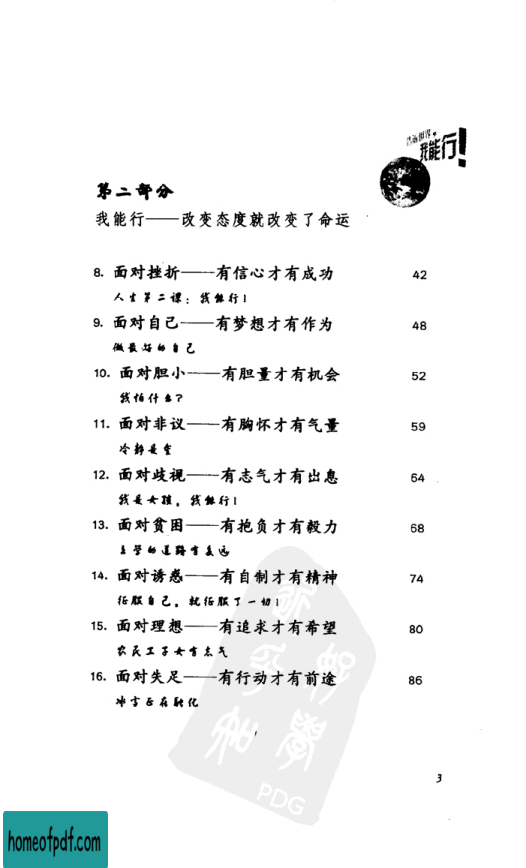 告诉世界，
我能行！
第二部分
我能行——改变态度就改变了命运
8. 面对挫折——有信心才有成功 42
人生第二课：我能行！
9. 面对自己——有梦想才有作为 48
做最好的自己
10. 面对胆小——有胆量才有机会 52
我怕什么？
11. 面对非议——有胸怀才有气量 59
冷静是金
12. 面对歧视——有志气才有出息 64
我是女孩，我能行！
13. 面对贫困——有抱负才有毅力 68
求学的道路有多远
14. 面对诱惑——有自制才有精神 74
征服自己，就征服了一切！
15. 面对理想——有追求才有希望 80
农民工子女有志气
16. 面对失足——有行动才有前途 86
冰雪正在融化
3
PDG
homeofpdf.com